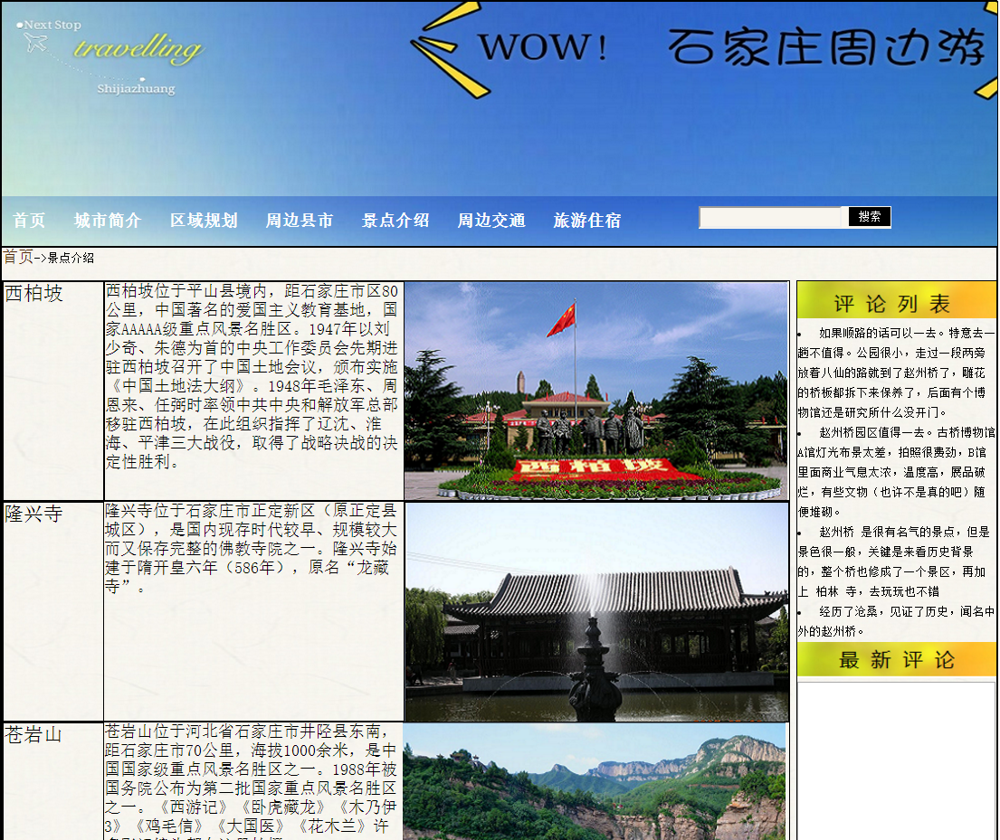 Next Stop
travelling
Shijiazhuang
WOW! 石家庄周边游
首页 城市简介 区域规划 周边县市 景点介绍 周边交通 旅游住宿 搜索
首页->景点介绍
西柏坡
西柏坡位于平山县境内，距石家庄市区80
公里，中国著名的爱国主义教育基地，国
家AAAAA级重点风景名胜区。1947年以刘
少奇、朱德为首的中央工作委员会先期进
驻西柏坡召开了中国土地会议，颁布实施
《中国土地法大纲》。1948年毛泽东、周
恩来、任弼时率领中共中央和解放军总部
移驻西柏坡，在此组织指挥了辽沈、淮
海、平津三大战役，取得了战略决战的决
定性胜利。
西柏坡
隆兴寺
隆兴寺位于石家庄市正定新区（原正定县
城区），是国内现存时代较早、规模较大
而又保存完整的佛教寺院之一。隆兴寺始
建于隋开皇六年（586年），原名“龙藏
寺”。
苍岩山
苍岩山位于河北省石家庄市井陉县东南，
距石家庄市70公里，海拔1000余米，是中
国国家级重点风景名胜区之一。1988年被
国务院公布为第二批国家重点风景名胜区
之一。《西游记》《卧虎藏龙》《木乃伊
3》《鸡毛信》《大国医》《花木兰》许
评论列表
如果顺路的话可以一去。特意去一
趟不值得。公园很小，走过一段两旁
放着八仙的路就到了赵州桥了，雕花
的桥板都拆下来保养了，后面有个博
物馆还是研究所什么没开门。
赵州桥园区值得一去。古桥博物馆
A馆灯光布景太差，拍照很费劲，B馆
里面商业气息太浓，温度高，展品破
烂，有些文物（也许不是真的吧）随
便堆砌。
赵州桥 是很有名气的景点，但是
景色很一般，关键是来看历史背景
的，整个桥也修成了一个景区，再加
上 柏林 寺，去玩玩也不错
经历了沧桑，见证了历史，闻名中
外的赵州桥。
最新评论